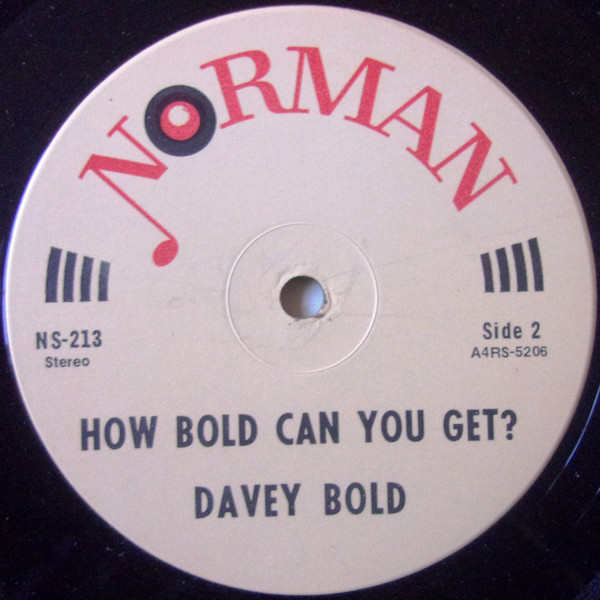 NORMAN
NS-213
Stereo
Side 2
A4RS-5206
HOW BOLD CAN YOU GET?
DAVEY BOLD